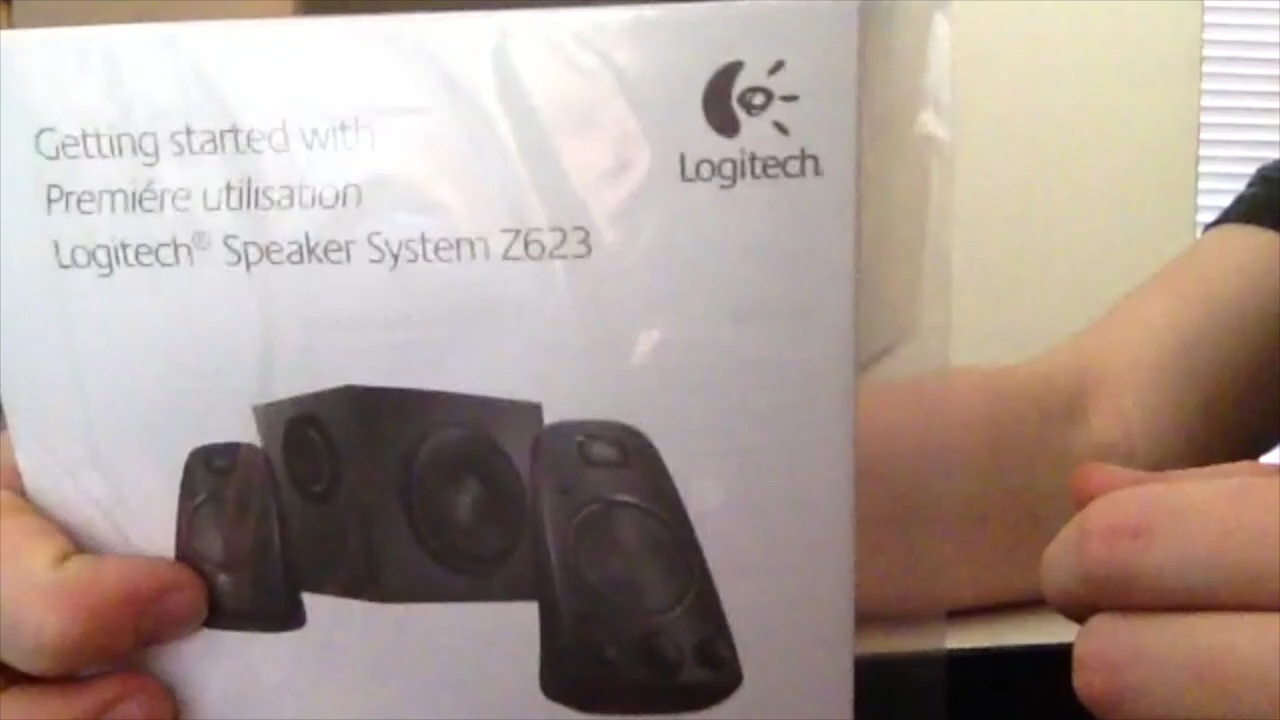 Logitech
Getting started with
Premiére utilisation
Logitech® Speaker System Z623